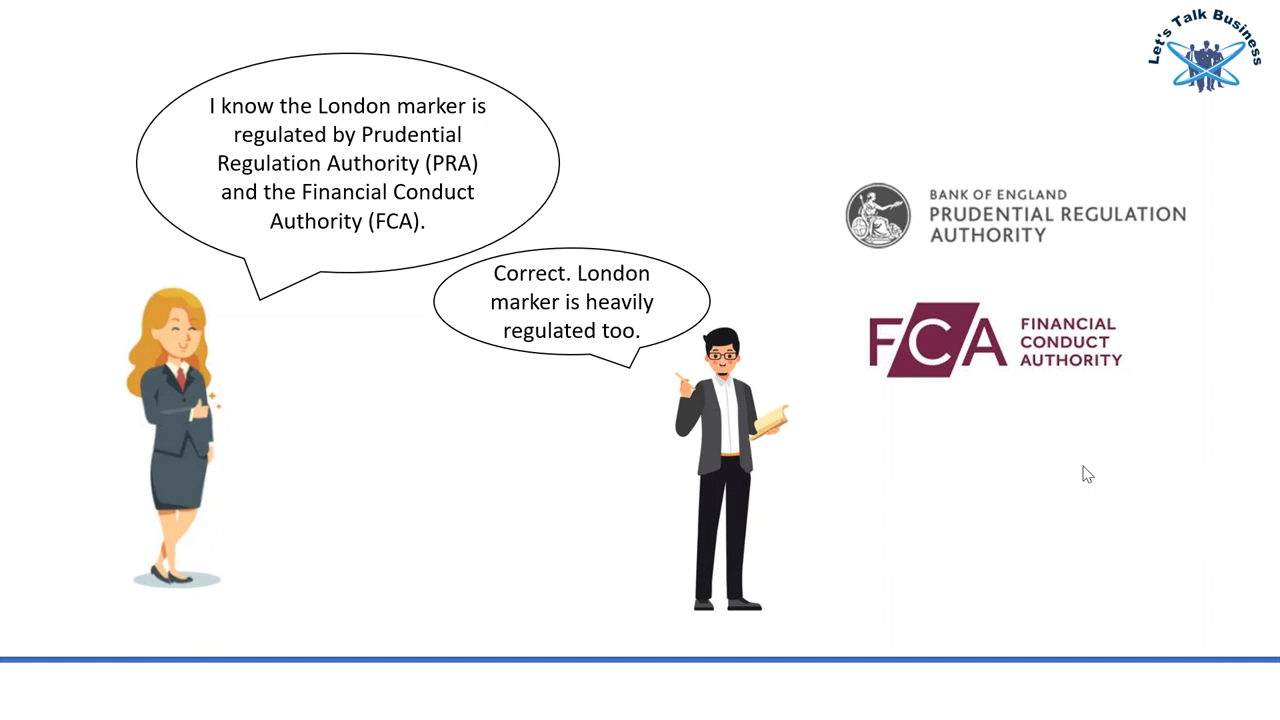 Let's Talk Business
I know the London marker is
regulated by Prudential
Regulation Authority (PRA)
and the Financial Conduct
Authority (FCA).
Correct. London
marker is heavily
regulated too.
BANK OF ENGLAND
PRUDENTIAL REGULATION
AUTHORITY
FCA
FINANCIAL
CONDUCT
AUTHORITY